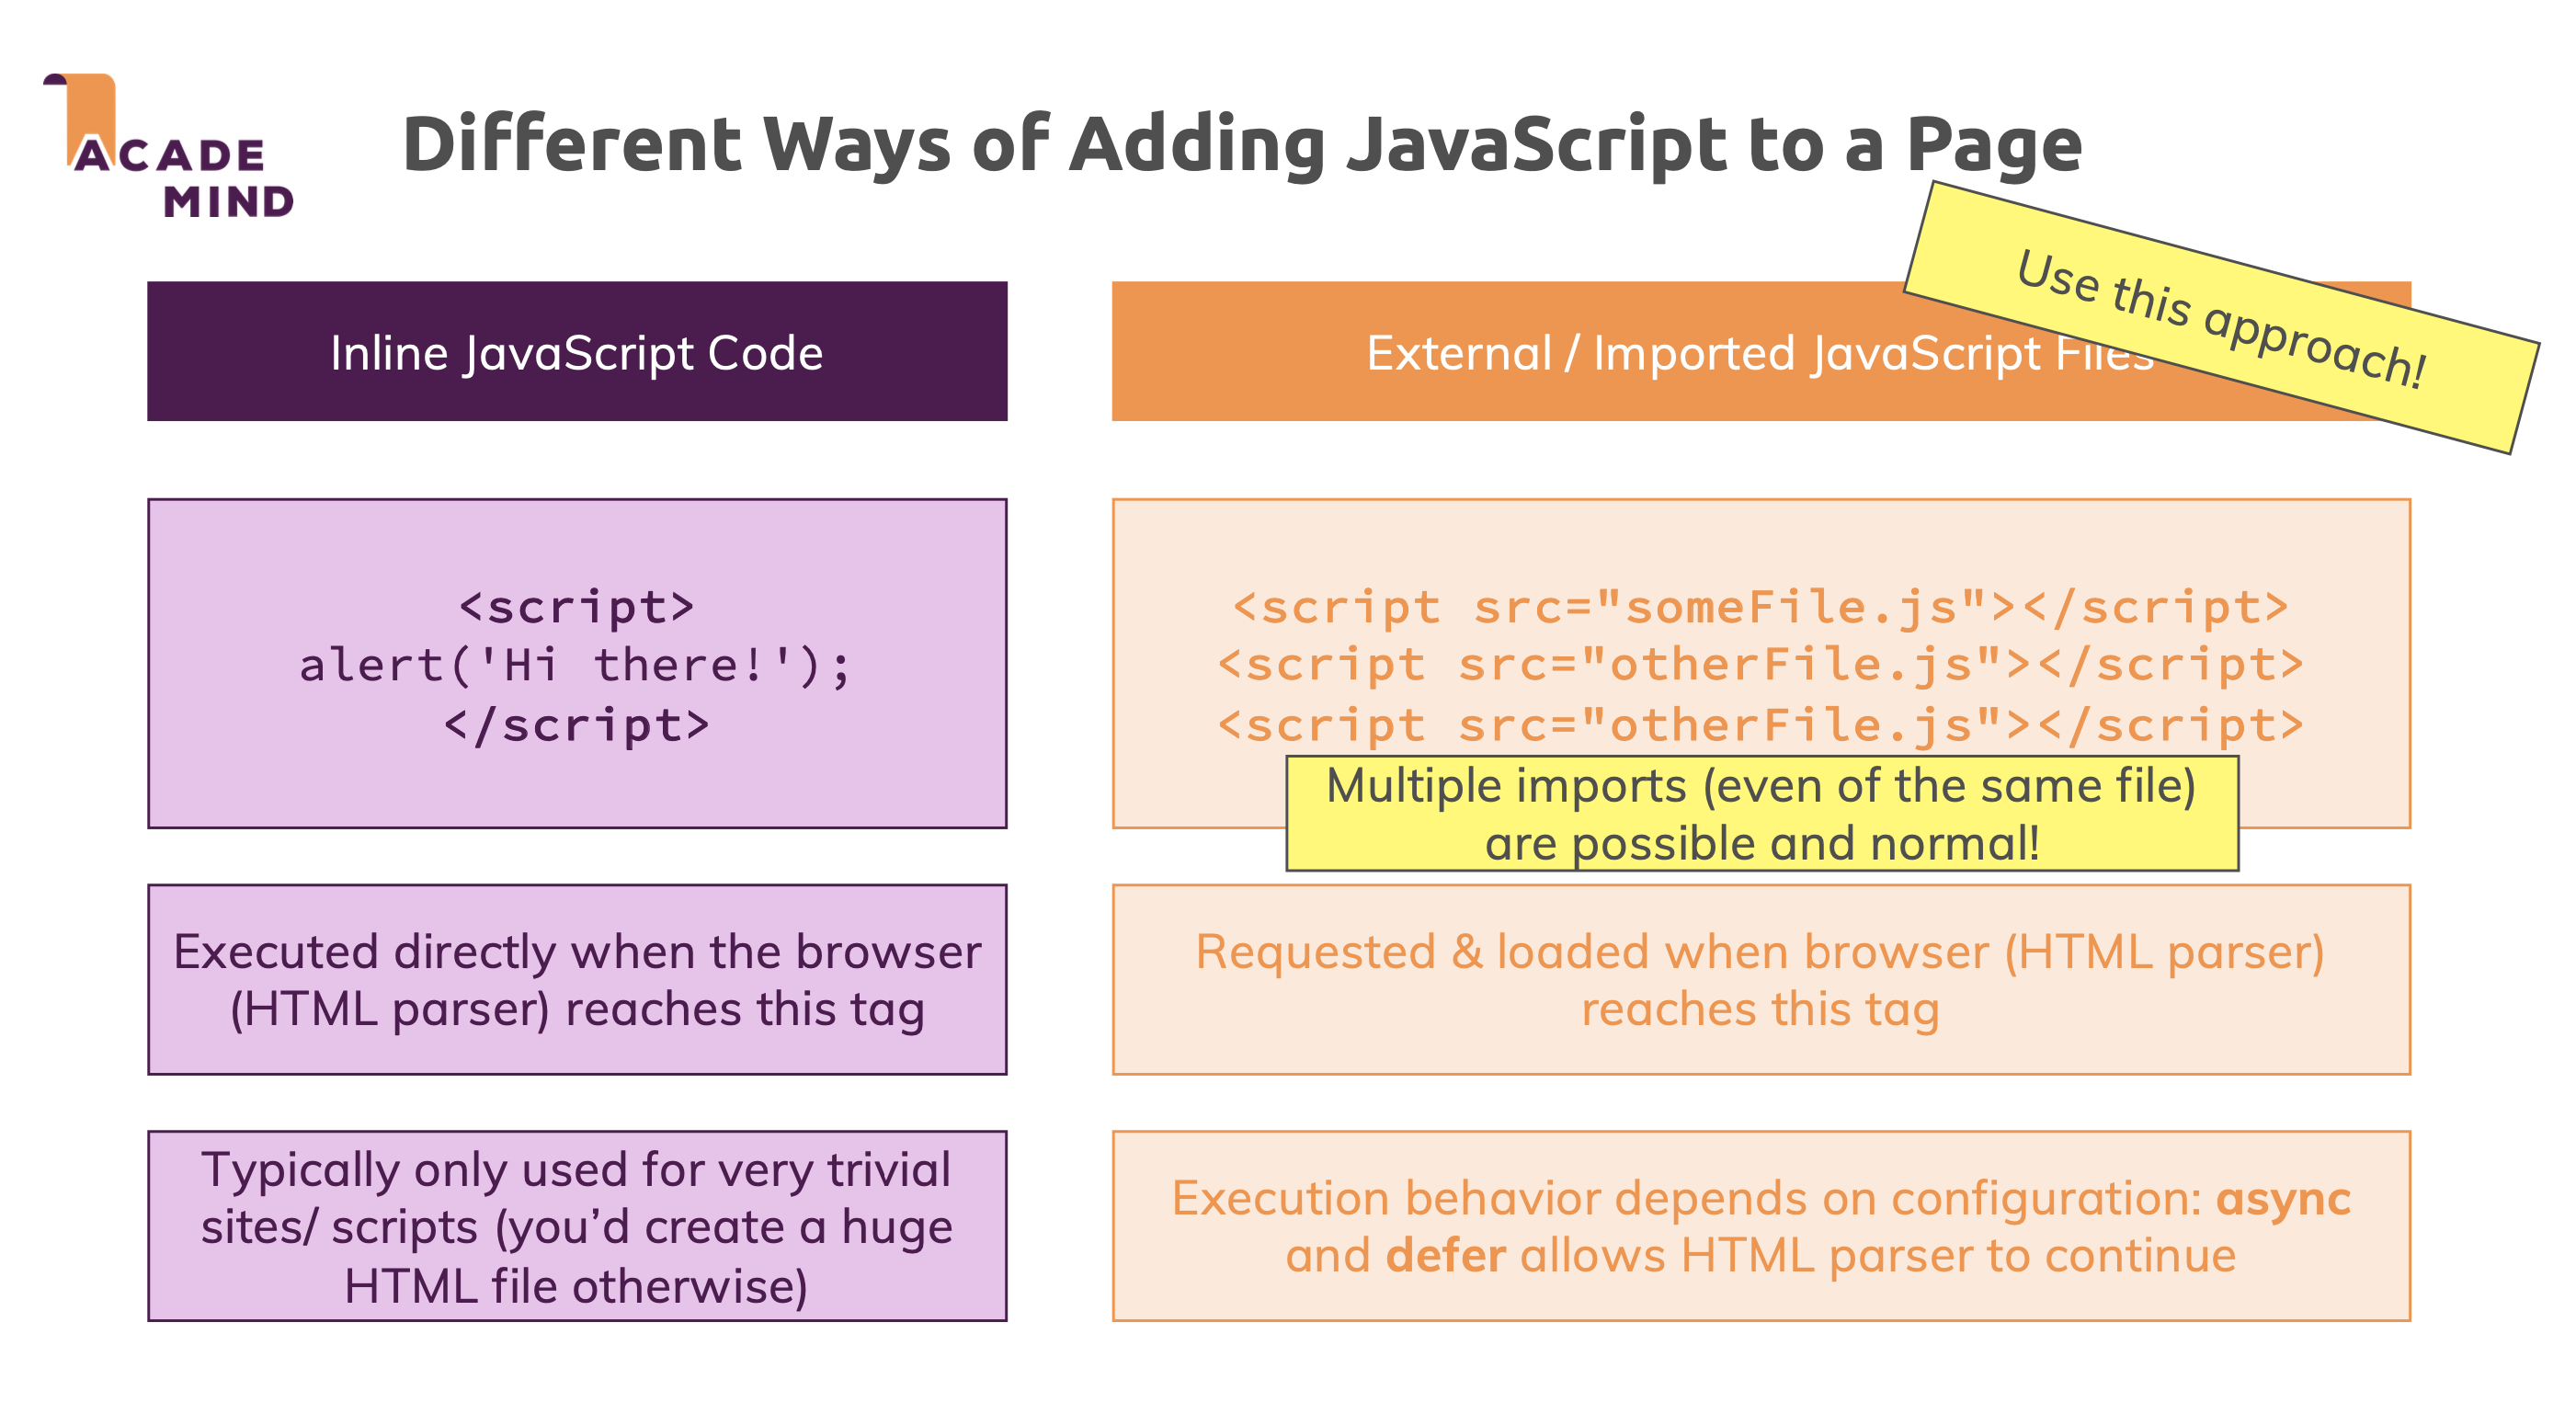 ACADE
MIND
Different Ways of Adding JavaScript to a Page
Use this approach!
Inline JavaScript Code
External / Imported JavaScript Files
<script>
alert('Hi there!');
</script>
<script src="someFile.js"></script>
<script src="otherFile.js"></script>
<script src="otherFile.js"></script>
Multiple imports (even of the same file)
are possible and normal!
Executed directly when the browser
(HTML parser) reaches this tag
Requested & loaded when browser (HTML parser)
reaches this tag
Typically only used for very trivial
sites/ scripts (you’d create a huge
HTML file otherwise)
Execution behavior depends on configuration: async
and defer allows HTML parser to continue